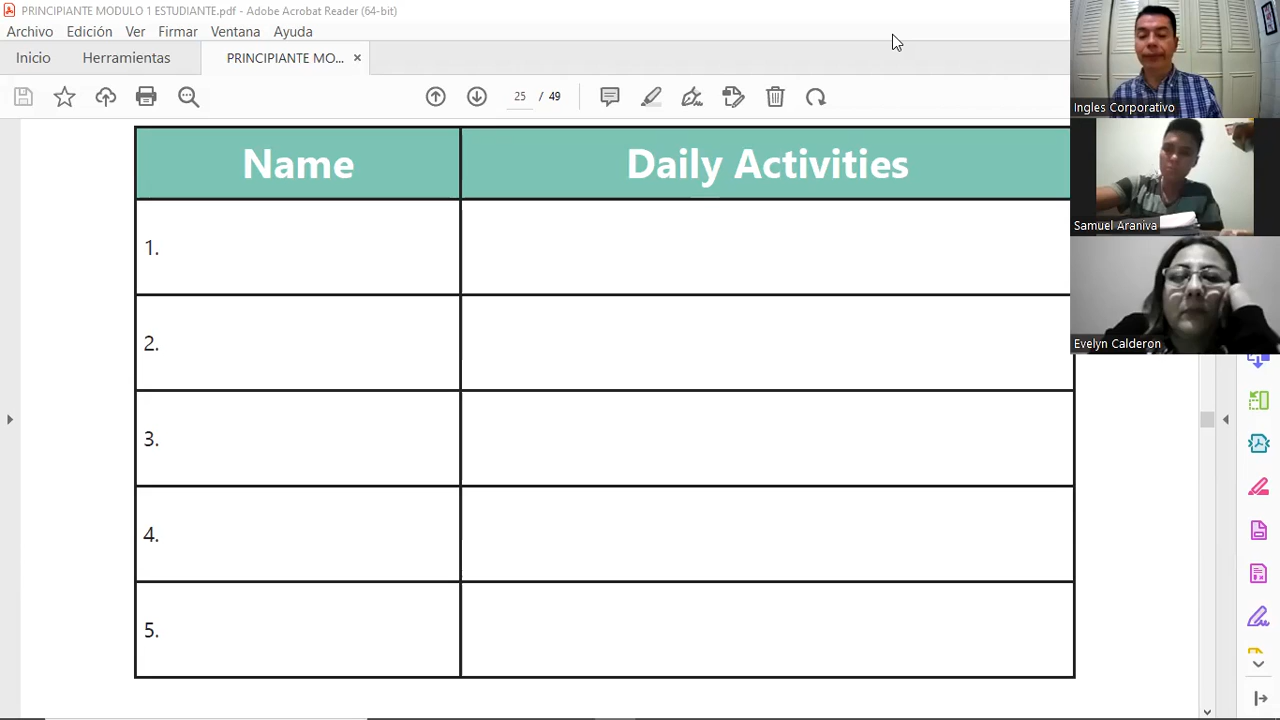 PRINCIPIANTE MODULO 1 ESTUDIANTE.pdf - Adobe Acrobat Reader (64-bit)
Archivo Edición Ver Firmar Ventana Ayuda
Inicio Herramientas PRINCIPIANTE MO... ×
25 / 49
Name Daily Activities
1.
2.
3.
4.
5.
Ingles Corporativo
Samuel Araniva
Evelyn Calderon